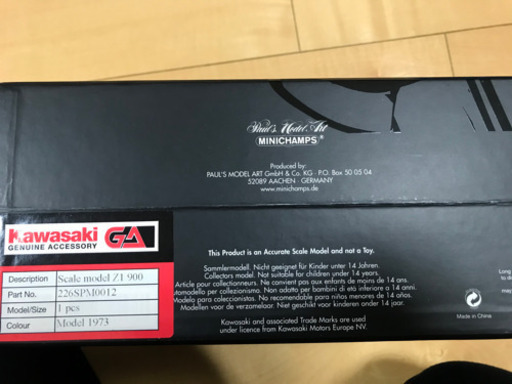 Paul's Model Art
MINICHAMPS®
Produced by:
PAUL'S MODEL ART GmbH & Co. KG · P.O. Box 50 05 04
52089 AACHEN · GERMANY
www.minichamps.de
Kawasaki GA
GENUINE ACCESSORY
Description Scale model Z1 900
Part No. 226SPM0012
Model/Size 1 pcs
Colour Model 1973
This Product is an Accurate Scale Model and not a Toy.
Sammlermodell. Nicht geeignet für Kinder unter 14 Jahren.
Collectors model. Not suitable for children under 14 years.
Article pour collectionneurs. Ne convient pas aux enfants de moins de 14 ans.
Automodelo per collezionisti. Non adatto per bambini di età inferiore a 14 anni.
Modelo para coleccionistas. No recomendable para niños menores de 14 años.
Modellen voor de verzamelaar. Niet geschikt voor kinderen onder 14 jaar.
Kawasaki and associated Trade Marks are used
under licence from Kawasaki Motors Europe NV.
Long
may
Made in China